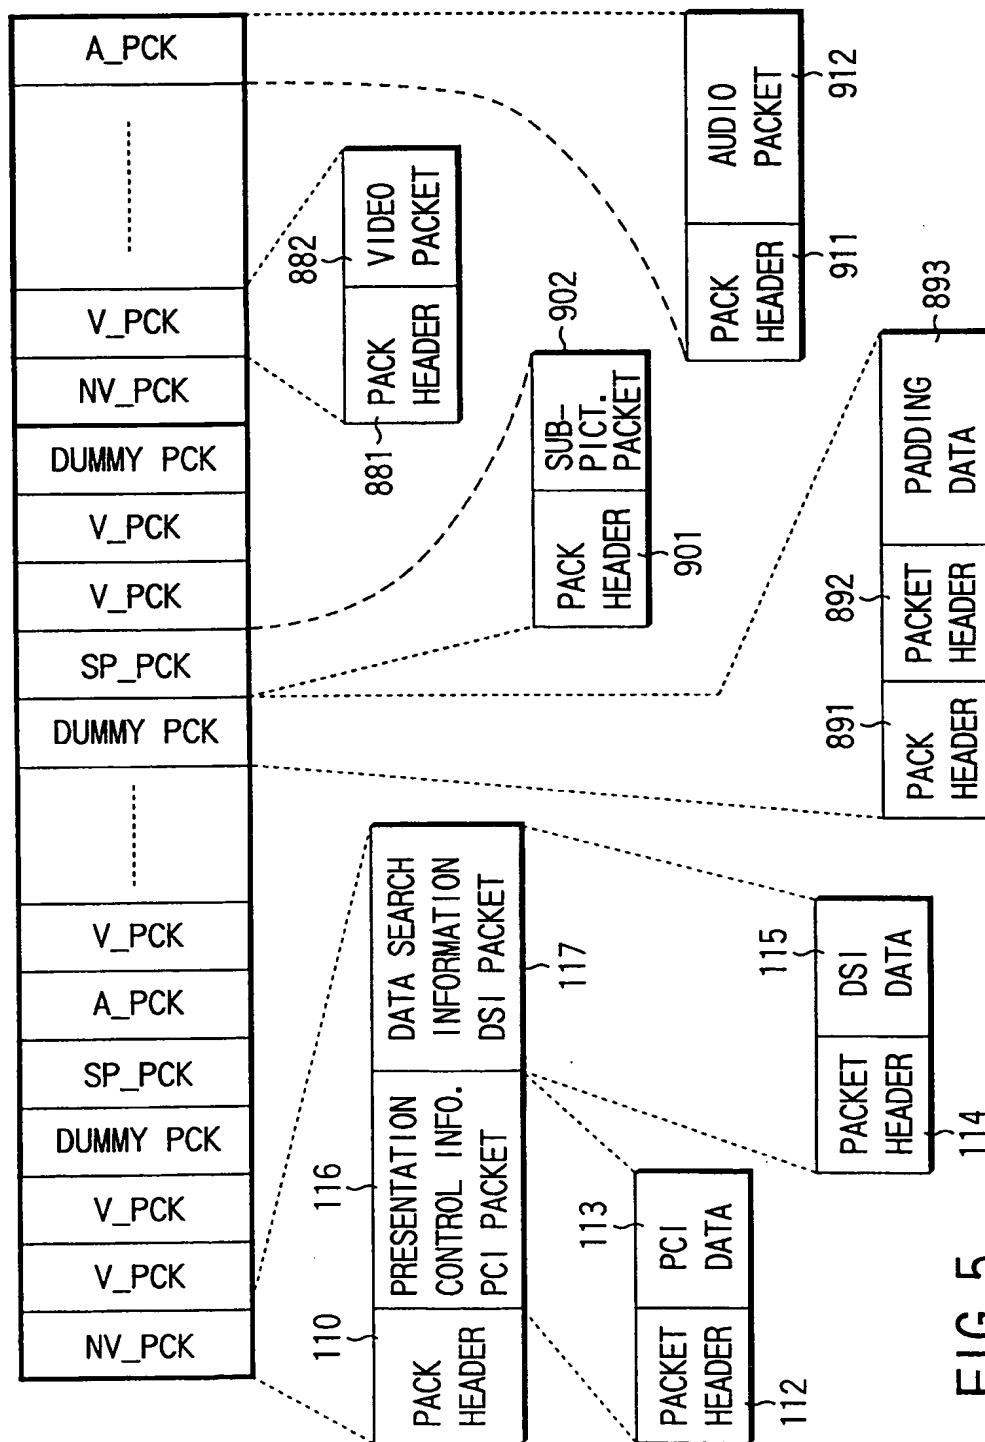 NV_PCK
V_PCK
V_PCK
DUMMY PCK
SP_PCK
A_PCK
V_PCK
DUMMY PCK
SP_PCK
V_PCK
V_PCK
DUMMY PCK
NV_PCK
V_PCK
A_PCK
110
116
117
PACK
HEADER
PRESENTATION
CONTROL INFO.
PCI PACKET
DATA SEARCH
INFORMATION
DSI PACKET
881
882
PACK
HEADER
VIDEO
PACKET
902
PACK
HEADER
SUB-
PICT.
PACKET
901
113
PACKET
HEADER
PCI
DATA
112
PACK
HEADER
AUDIO
PACKET
911
912
115
PACKET
HEADER
DSI
DATA
114
891
892
893
PACK
HEADER
PACKET
HEADER
PADDING
DATA
FIG. 5